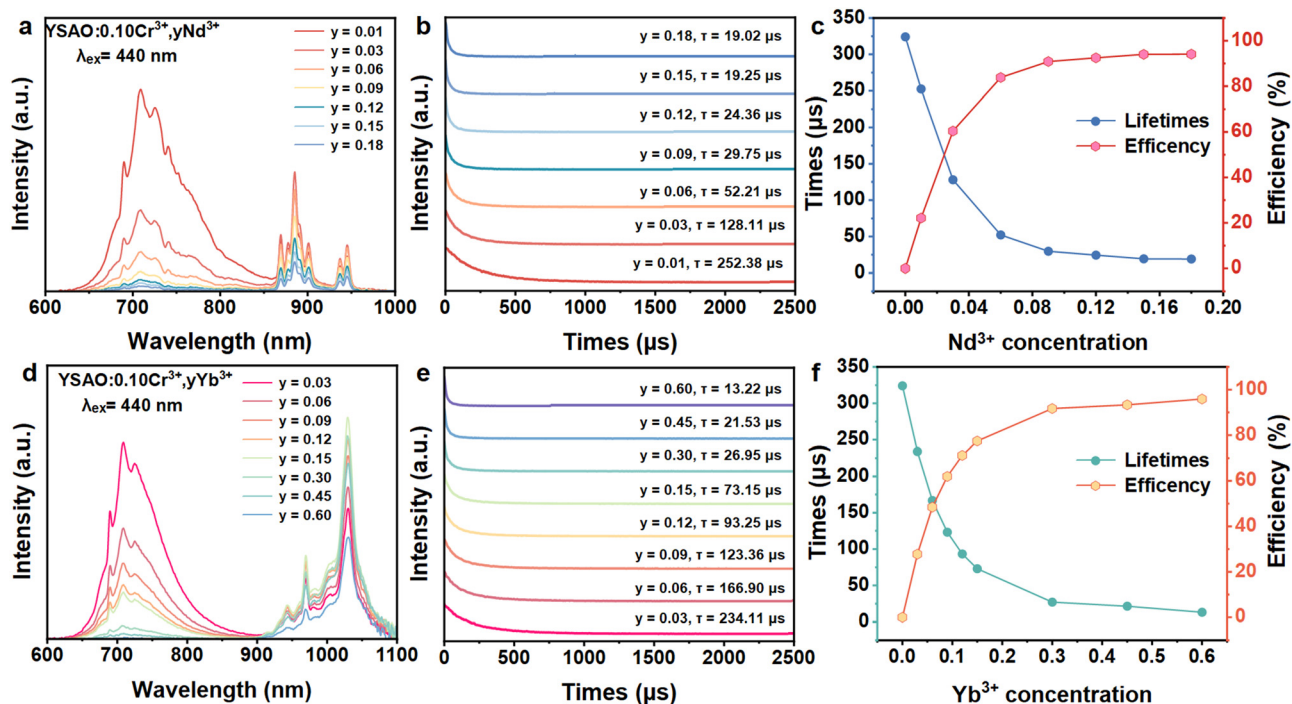 a
YSAO:0.10Cr³⁺,yNd³⁺
λex= 440 nm
y = 0.01
y = 0.03
y = 0.06
y = 0.09
y = 0.12
y = 0.15
y = 0.18
Intensity (a.u.)
600 700 800 900 1000
Wavelength (nm)
b
y = 0.18, τ = 19.02 μs
y = 0.15, τ = 19.25 μs
y = 0.12, τ = 24.36 μs
y = 0.09, τ = 29.75 μs
y = 0.06, τ = 52.21 μs
y = 0.03, τ = 128.11 μs
y = 0.01, τ = 252.38 μs
Intensity (a.u.)
0 500 1000 1500 2000 2500
Times (μs)
c
350
300
250
200
150
100
50
0
Times (μs)
Lifetimes
Efficency
100
80
60
40
20
0
Efficiency (%)
0.00 0.04 0.08 0.12 0.16 0.20
Nd³⁺ concentration
d
YSAO:0.10Cr³⁺,yYb³⁺
λex= 440 nm
y = 0.03
y = 0.06
y = 0.09
y = 0.12
y = 0.15
y = 0.30
y = 0.45
y = 0.60
Intensity (a.u.)
600 700 800 900 1000 1100
Wavelength (nm)
e
y = 0.60, τ = 13.22 μs
y = 0.45, τ = 21.53 μs
y = 0.30, τ = 26.95 μs
y = 0.15, τ = 73.15 μs
y = 0.12, τ = 93.25 μs
y = 0.09, τ = 123.36 μs
y = 0.06, τ = 166.90 μs
y = 0.03, τ = 234.11 μs
Intensity (a.u.)
0 500 1000 1500 2000 2500
Times (μs)
f
350
300
250
200
150
100
50
0
Times (μs)
Lifetimes
Efficency
100
80
60
40
20
0
Efficiency (%)
0.0 0.1 0.2 0.3 0.4 0.5 0.6
Yb³⁺ concentration